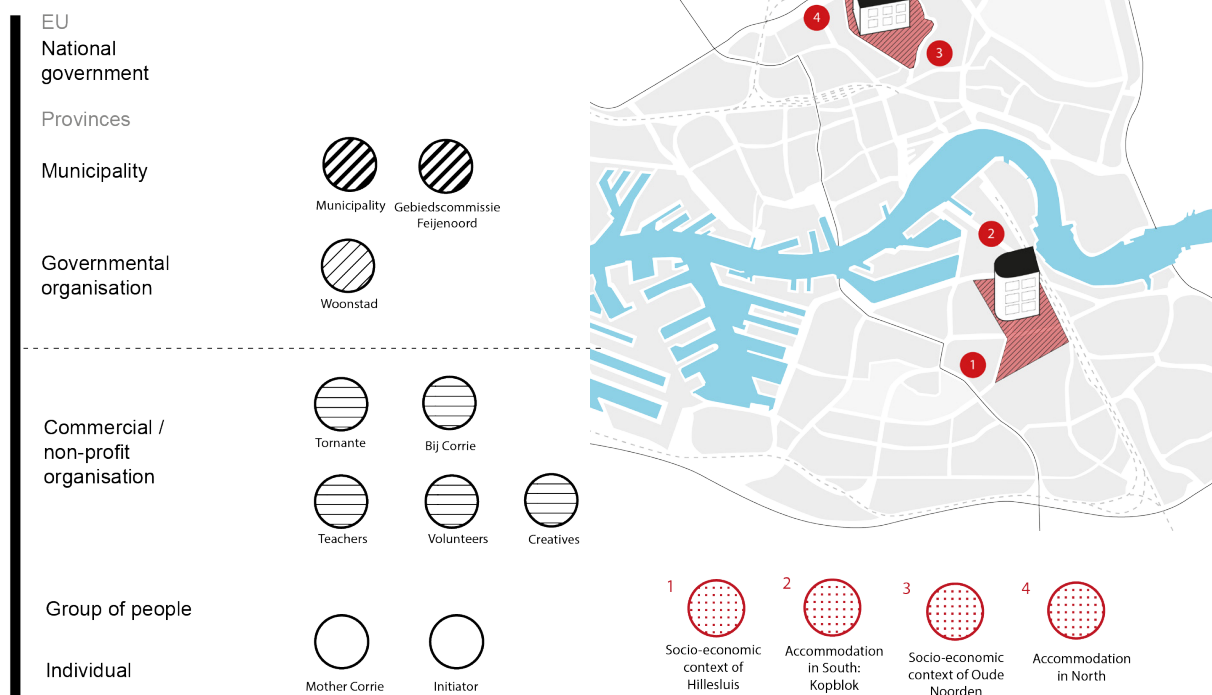 EU
National
government
Provinces
Municipality
Municipality
Gebiedscommissie
Feijenoord
Governmental
organisation
Woonstad
Commercial /
non-profit
organisation
Tornante
Bij Corrie
Teachers
Volunteers
Creatives
Group of people
Individual
Mother Corrie
Initiator
4
3
2
1
1
Socio-economic
context of
Hillesluis
2
Accommodation
in South:
Kopblok
3
Socio-economic
context of Oude
Noorden
4
Accommodation
in North